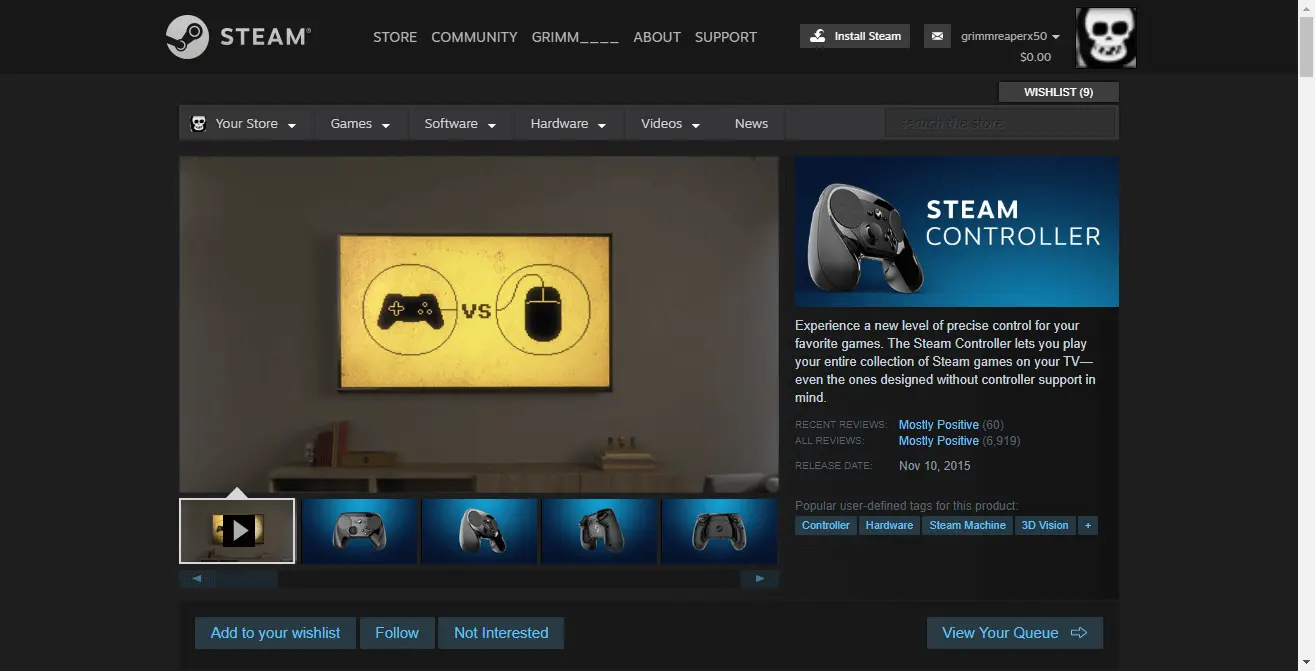 STEAM®
STORE COMMUNITY GRIMM____ ABOUT SUPPORT
Install Steam
grimmreaperx50
$0.00
WISHLIST (9)
Your Store Games Software Hardware Videos News
search the store
VS
STEAM
CONTROLLER
Experience a new level of precise control for your
favorite games. The Steam Controller lets you play
your entire collection of Steam games on your TV—
even the ones designed without controller support in
mind.
RECENT REVIEWS: Mostly Positive (60)
ALL REVIEWS: Mostly Positive (6,919)
RELEASE DATE: Nov 10, 2015
Popular user-defined tags for this product:
Controller Hardware Steam Machine 3D Vision +
Add to your wishlist Follow Not Interested View Your Queue